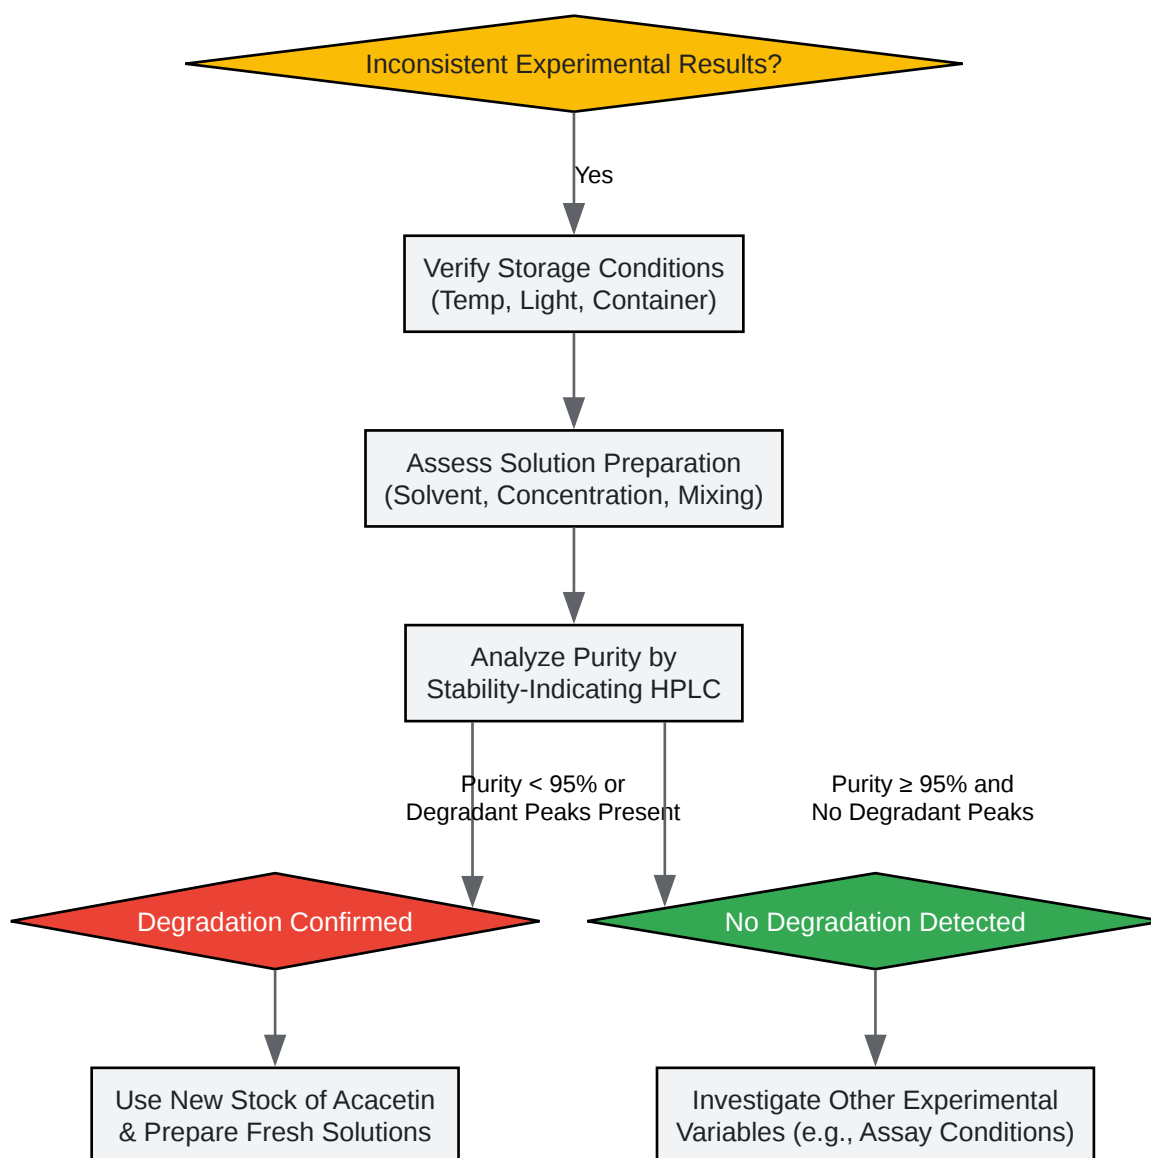 Inconsistent Experimental Results?
Yes
Verify Storage Conditions
(Temp, Light, Container)
Assess Solution Preparation
(Solvent, Concentration, Mixing)
Analyze Purity by
Stability-Indicating HPLC
Purity < 95% or
Degradant Peaks Present
Purity ≥ 95% and
No Degradant Peaks
Degradation Confirmed
No Degradation Detected
Use New Stock of Acacetin
& Prepare Fresh Solutions
Investigate Other Experimental
Variables (e.g., Assay Conditions)